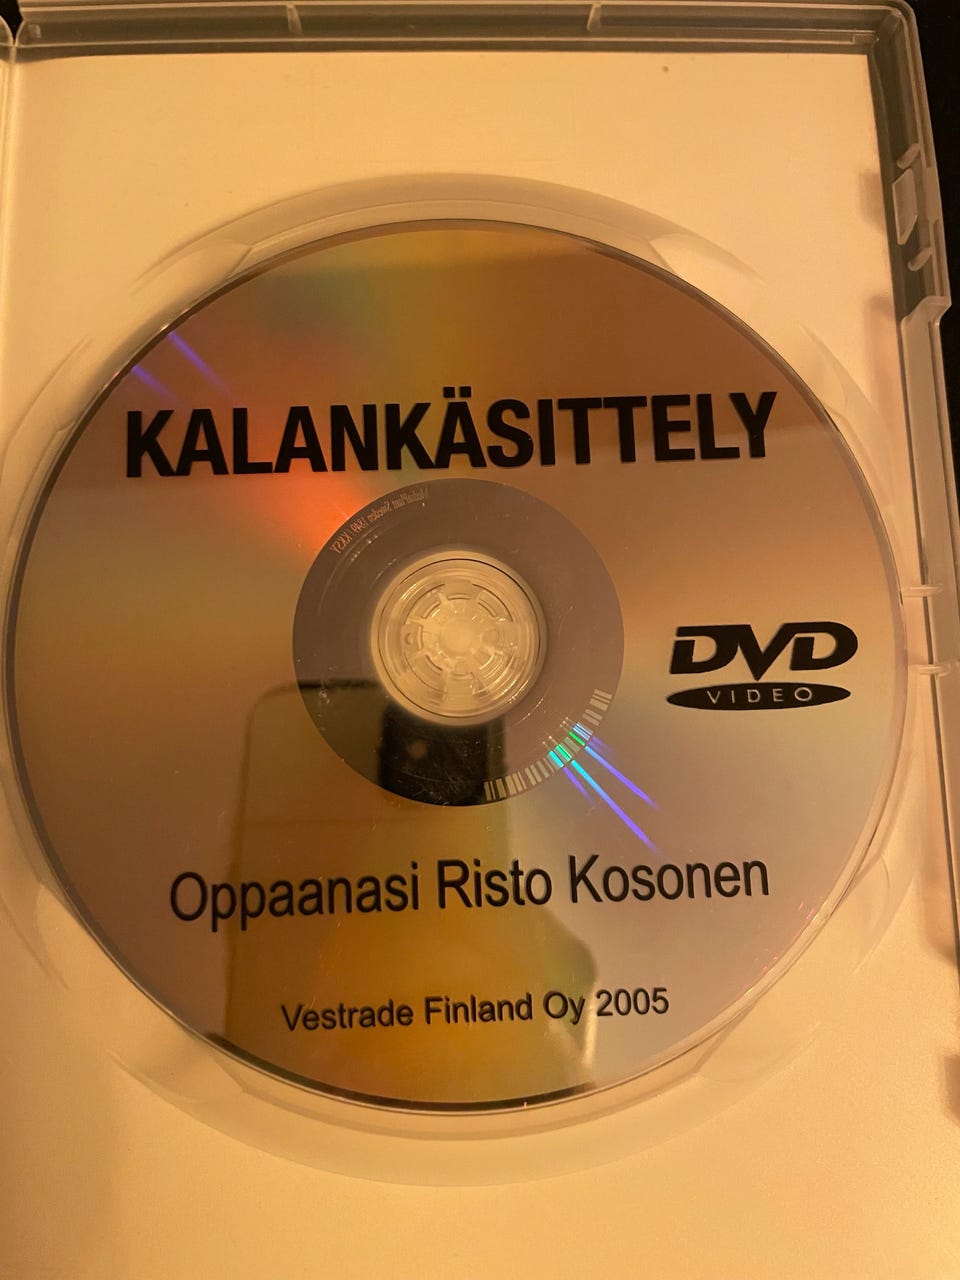 KALANKÄSITTELY
DVD
VIDEO
Oppaanasi Risto Kosonen
Vestrade Finland Oy 2005